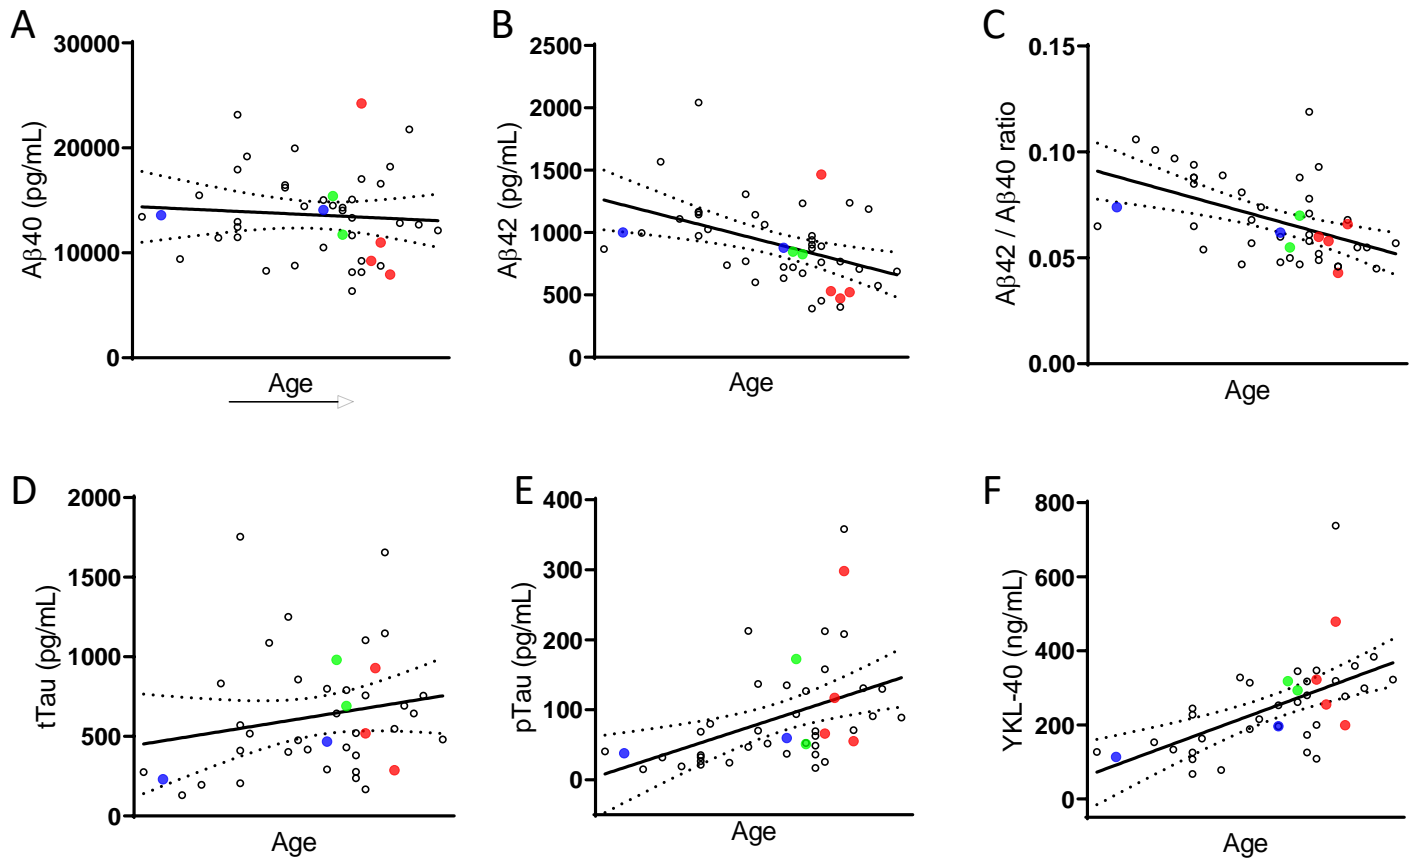 A
Aβ40 (pg/mL)
30000
20000
10000
0
Age
B
Aβ42 (pg/mL)
2500
2000
1500
1000
500
0
Age
C
Aβ42 / Aβ40 ratio
0.15
0.10
0.05
0.00
Age
D
tTau (pg/mL)
2000
1500
1000
500
0
Age
E
pTau (pg/mL)
400
300
200
100
0
Age
F
YKL-40 (ng/mL)
800
600
400
200
0
Age